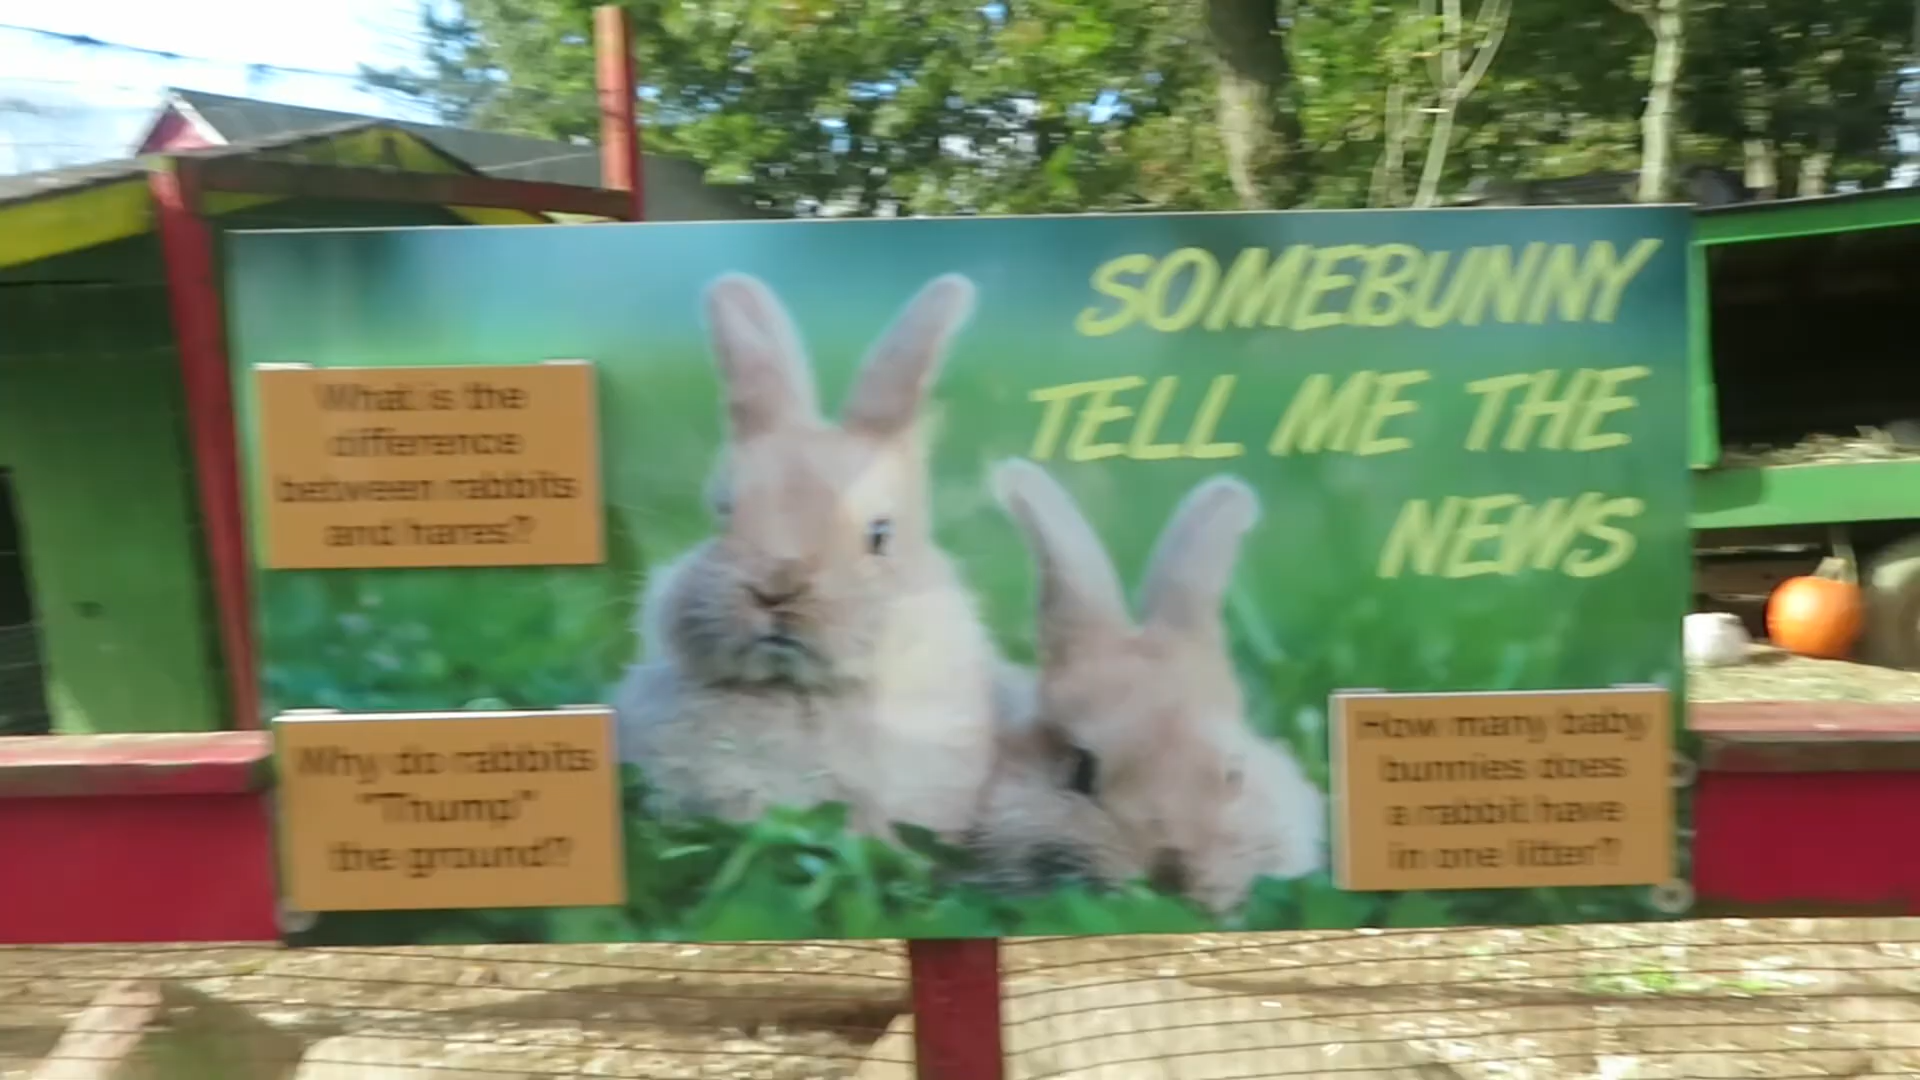 SOMEBUNNY
TELL ME THE
NEWS
What is the
difference
between rabbits
and hares?
Why do rabbits
"Thump"
the ground?
How many baby
bunnies does
a rabbit have
in one litter?